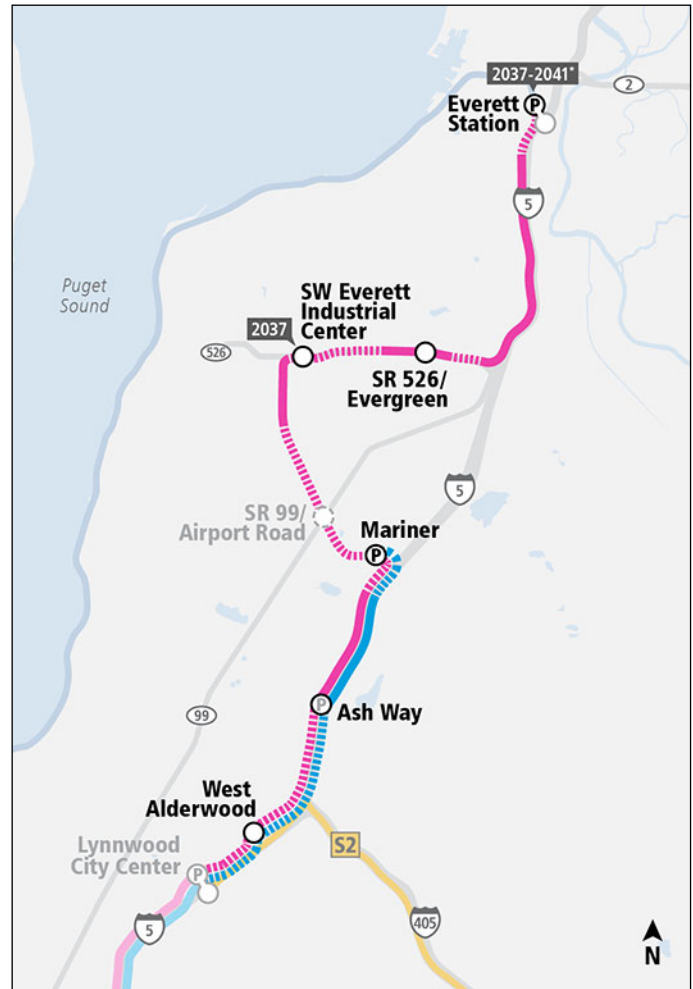 2037-2041*
2
P
Everett
Station
5
Puget
Sound
SW Everett
Industrial
Center
2037
526
SR 526/
Evergreen
5
SR 99/
Airport Road
Mariner
P
P
Ash Way
99
West
Alderwood
Lynnwood
City Center
P
S2
5
405
N